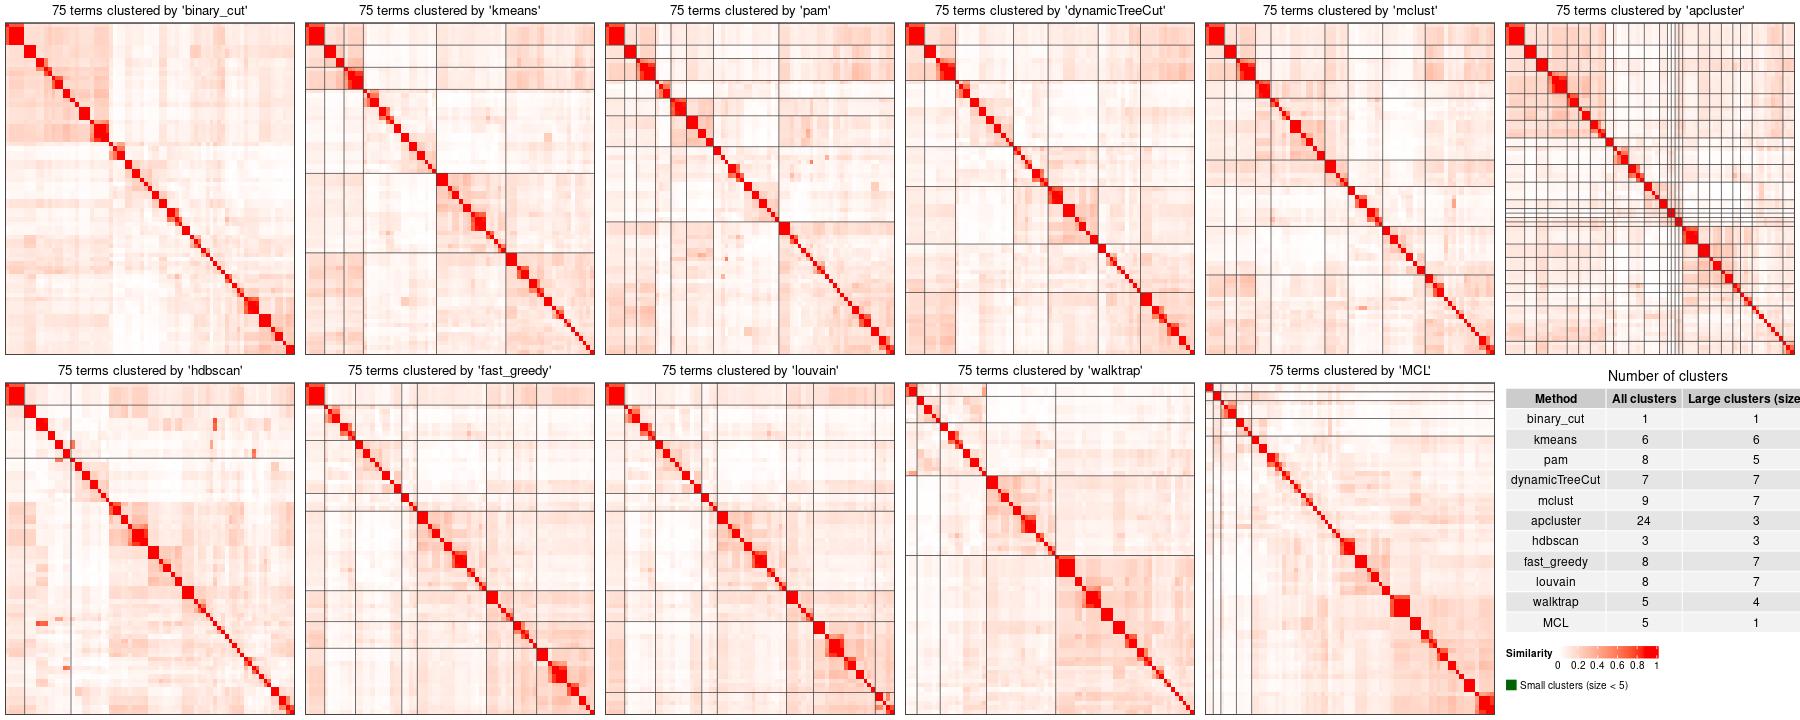 75 terms clustered by 'binary_cut'
75 terms clustered by 'kmeans'
75 terms clustered by 'pam'
75 terms clustered by 'dynamicTreeCut'
75 terms clustered by 'mclust'
75 terms clustered by 'apcluster'
75 terms clustered by 'hdbscan'
75 terms clustered by 'fast_greedy'
75 terms clustered by 'louvain'
75 terms clustered by 'walktrap'
75 terms clustered by 'MCL'
Number of clusters
Method All clusters Large clusters (size
binary_cut 1 1
kmeans 6 6
pam 8 5
dynamicTreeCut 7 7
mclust 9 7
apcluster 24 3
hdbscan 3 3
fast_greedy 8 7
louvain 8 7
walktrap 5 4
MCL 5 1
Similarity
0 0.2 0.4 0.6 0.8 1
Small clusters (size < 5)